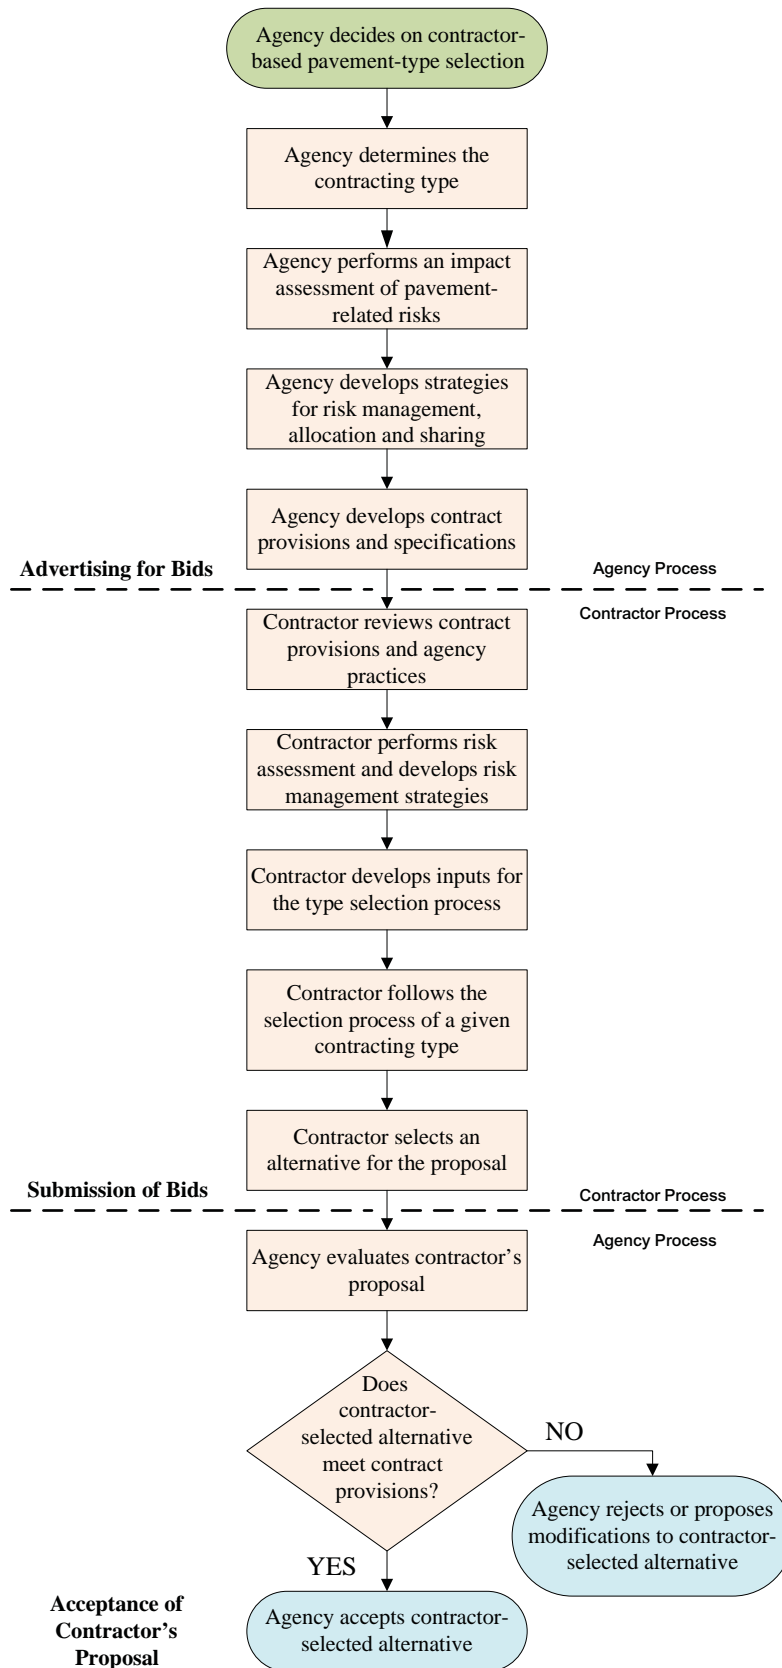 Agency decides on contractor-
based pavement-type selection
Agency determines the
contracting type
Agency performs an impact
assessment of pavement-
related risks
Agency develops strategies
for risk management,
allocation and sharing
Agency develops contract
provisions and specifications
Advertising for Bids
Agency Process
Contractor Process
Contractor reviews contract
provisions and agency
practices
Contractor performs risk
assessment and develops risk
management strategies
Contractor develops inputs for
the type selection process
Contractor follows the
selection process of a given
contracting type
Contractor selects an
alternative for the proposal
Submission of Bids
Contractor Process
Agency Process
Agency evaluates contractor’s
proposal
Does
contractor-
selected alternative
meet contract
provisions?
NO
Agency rejects or proposes
modifications to contractor-
selected alternative
YES
Agency accepts contractor-
selected alternative
Acceptance of
Contractor’s
Proposal